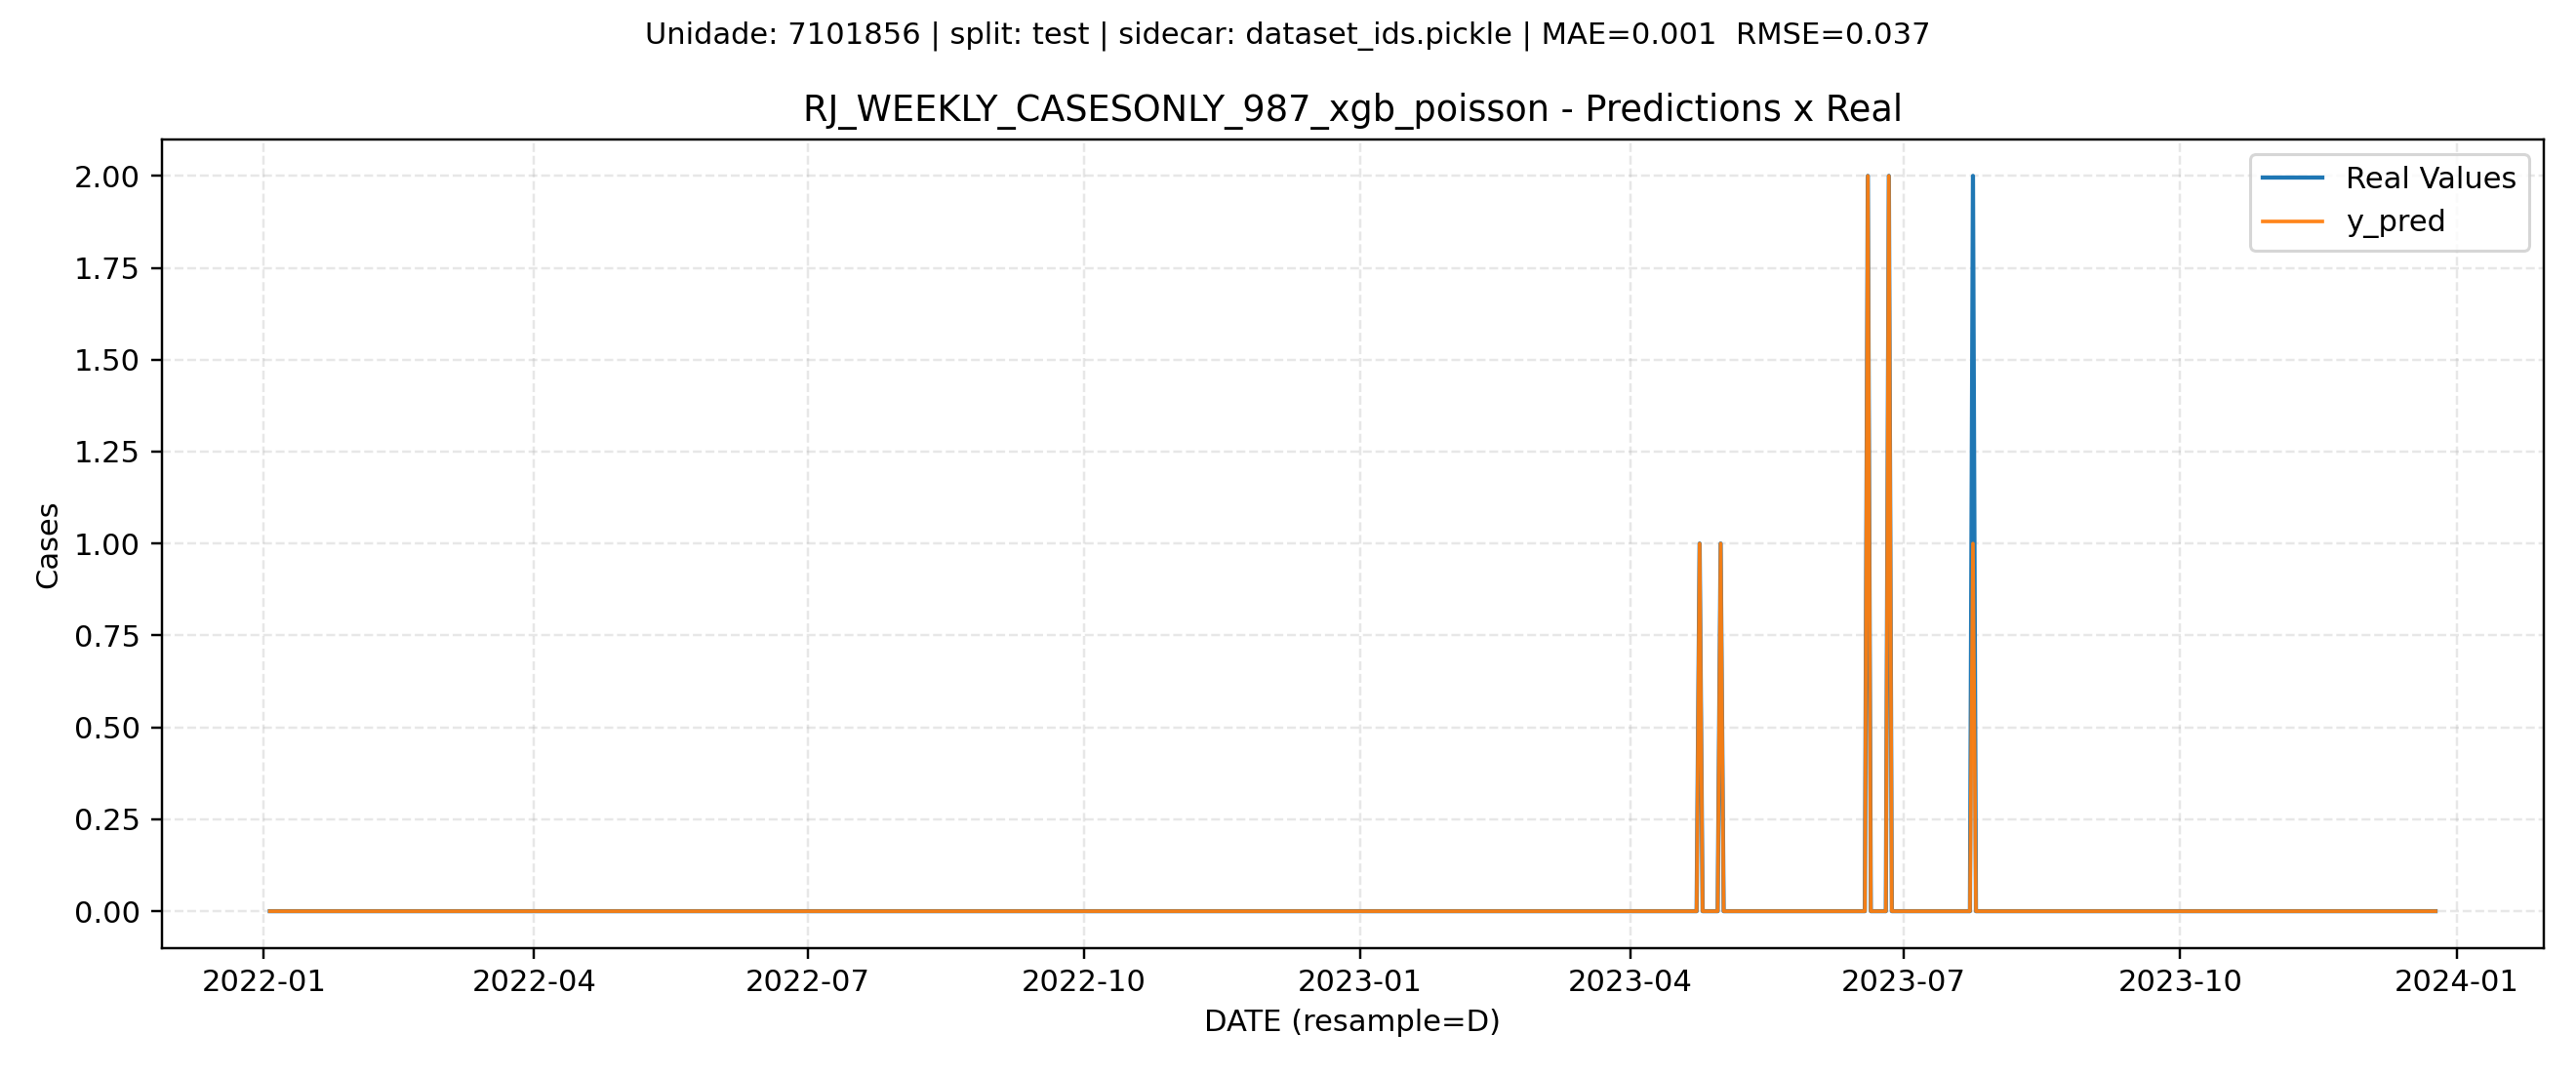 Unidade: 7101856 | split: test | sidecar: dataset_ids.pickle | MAE=0.001  RMSE=0.037
RJ_WEEKLY_CASESONLY_987_xgb_poisson - Predictions x Real
Real Values
y_pred
Cases
2.00
1.75
1.50
1.25
1.00
0.75
0.50
0.25
0.00
2022-01 2022-04 2022-07 2022-10 2023-01 2023-04 2023-07 2023-10 2024-01
DATE (resample=D)